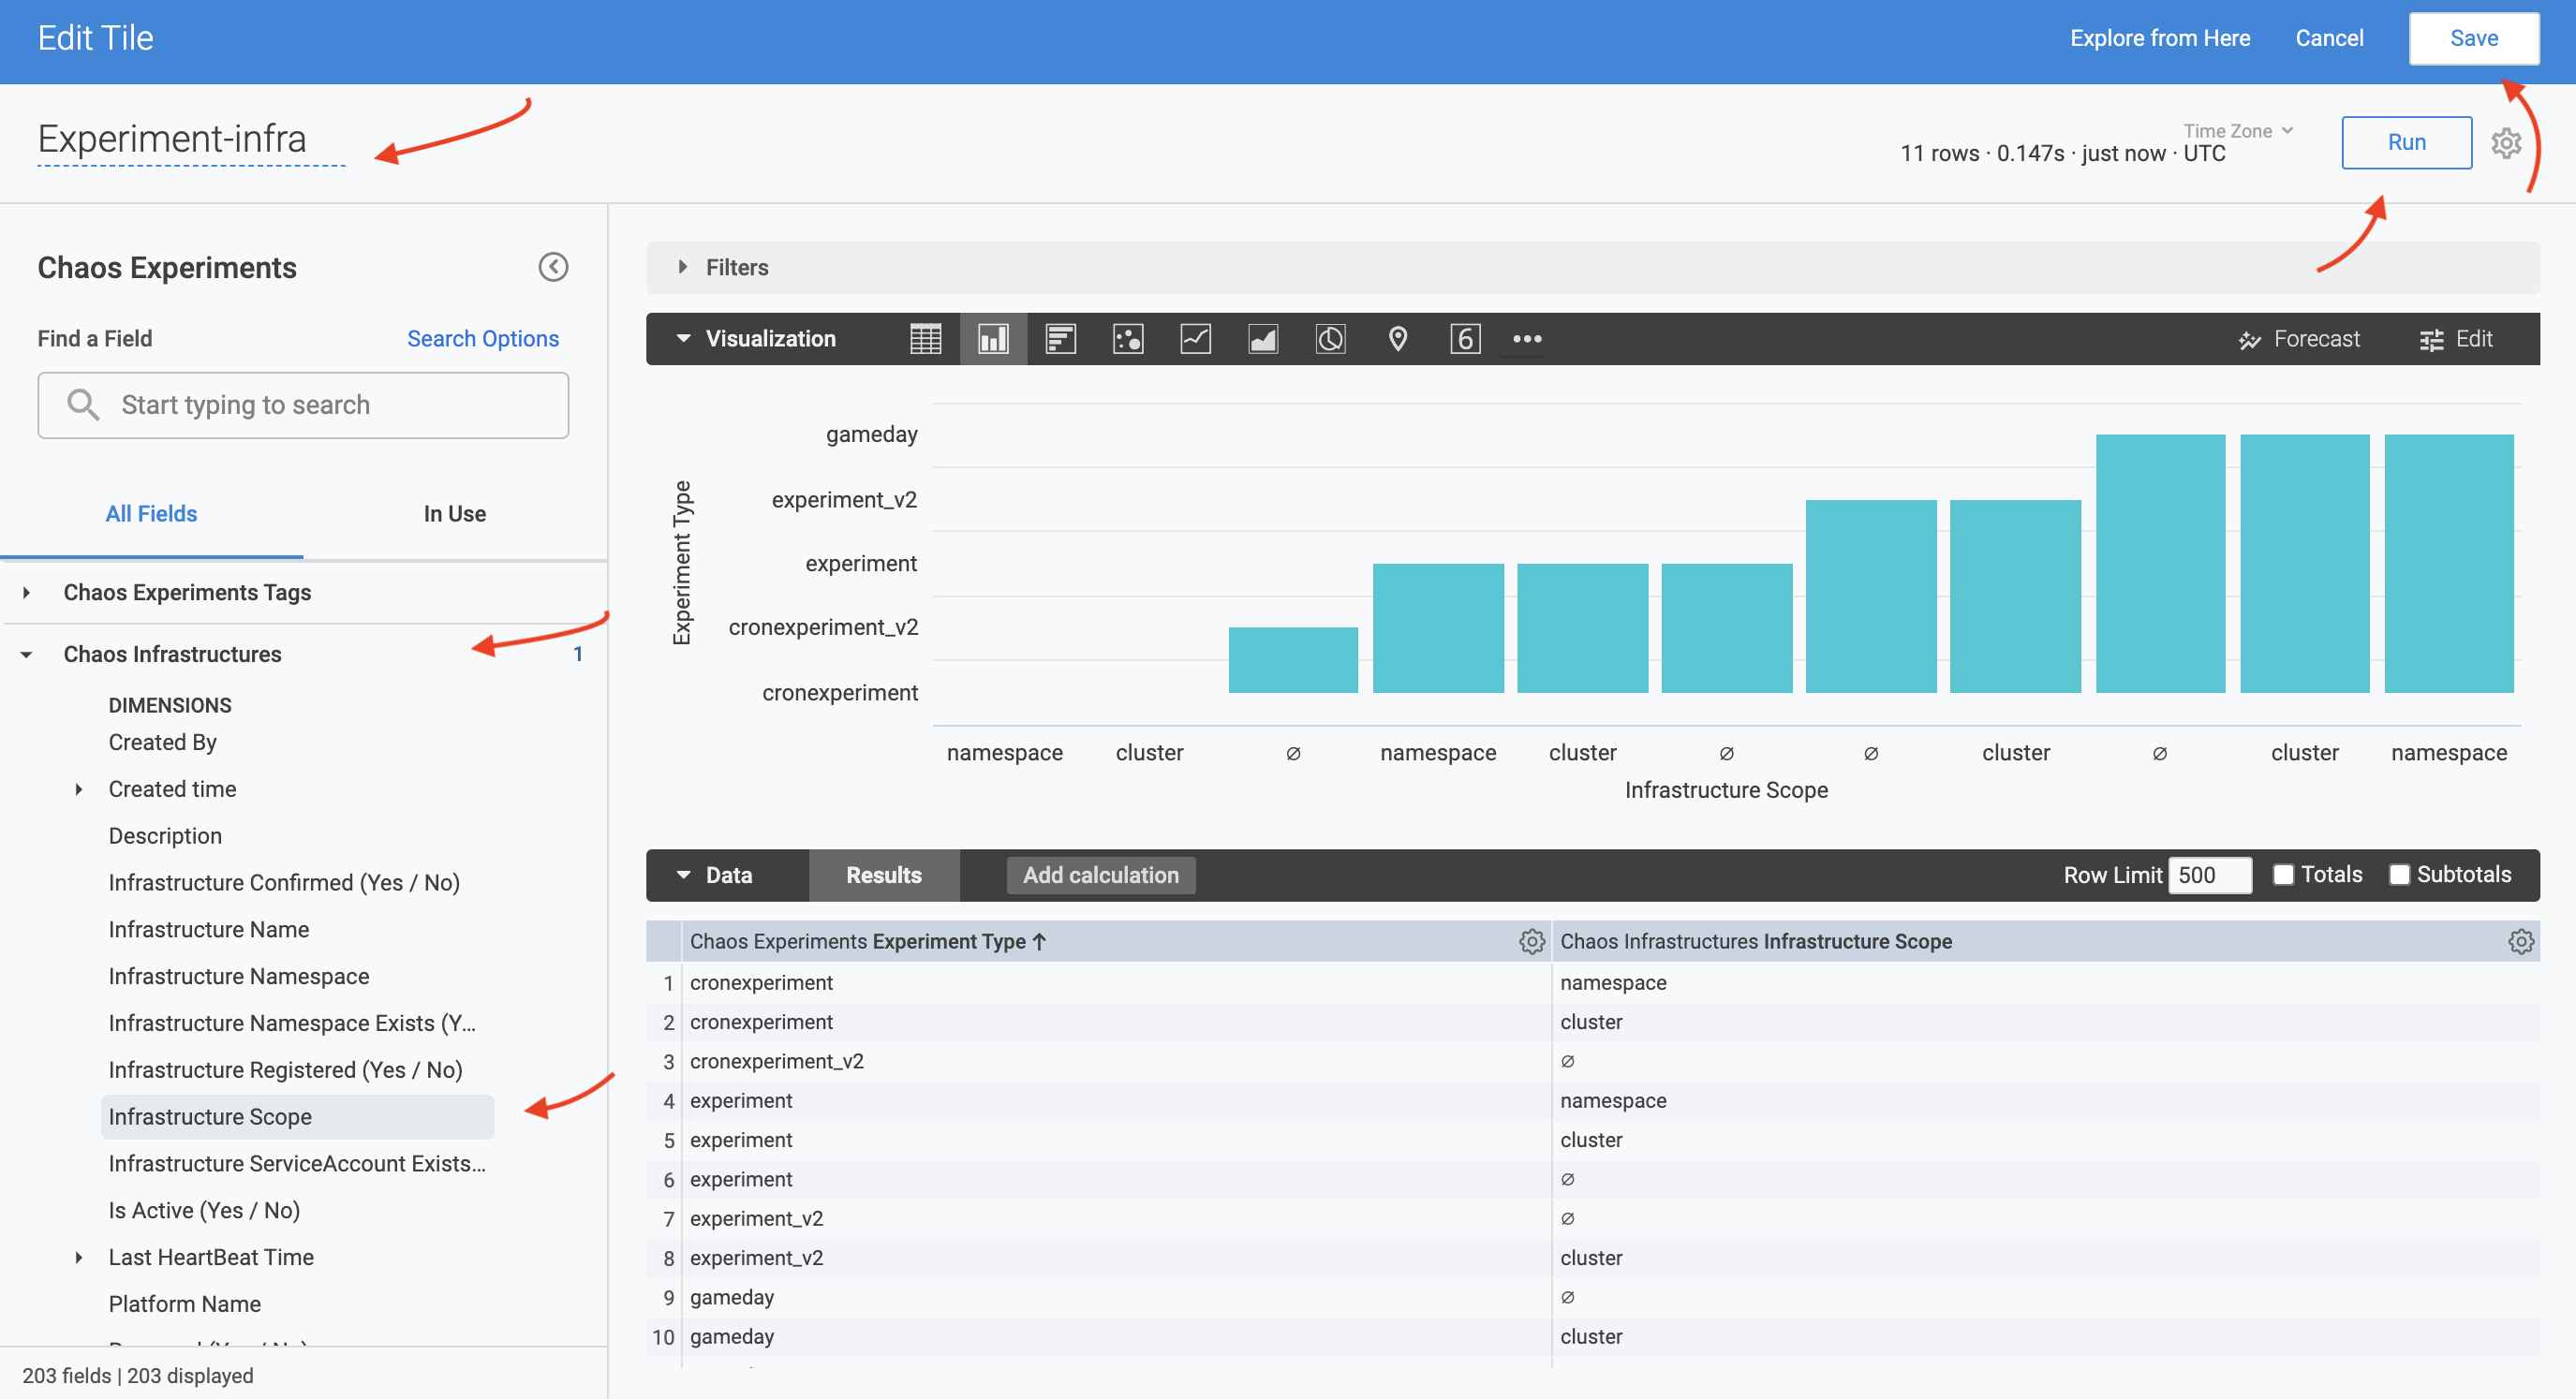 Edit Tile
Explore from Here
Cancel
Save
Experiment-infra
Time Zone
11 rows · 0.147s · just now · UTC
Run
Chaos Experiments
Find a Field
Search Options
Start typing to search
All Fields
In Use
Chaos Experiments Tags
Chaos Infrastructures
1
DIMENSIONS
Created By
Created time
Description
Infrastructure Confirmed (Yes / No)
Infrastructure Name
Infrastructure Namespace
Infrastructure Namespace Exists (Y...
Infrastructure Registered (Yes / No)
Infrastructure Scope
Infrastructure ServiceAccount Exists...
Is Active (Yes / No)
Last HeartBeat Time
Platform Name
203 fields | 203 displayed
Filters
Visualization
6
Forecast
Edit
Experiment Type
gameday
experiment_v2
experiment
cronexperiment_v2
cronexperiment
namespace
cluster
∅
namespace
cluster
∅
∅
cluster
∅
cluster
namespace
Infrastructure Scope
Data
Results
Add calculation
Row Limit 500
Totals
Subtotals
Chaos Experiments Experiment Type ↑
Chaos Infrastructures Infrastructure Scope
1 cronexperiment namespace
2 cronexperiment cluster
3 cronexperiment_v2 ∅
4 experiment namespace
5 experiment cluster
6 experiment ∅
7 experiment_v2 ∅
8 experiment_v2 cluster
9 gameday ∅
10 gameday cluster